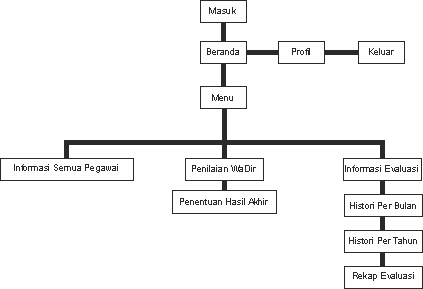 Masuk
Beranda
Profil
Keluar
Menu
Informasi Semua Pegawai
Penilaian WaDir
Informasi Evaluasi
Penentuan Hasil Akhir
Histori Per Bulan
Histori Per Tahun
Rekap Evaluasi